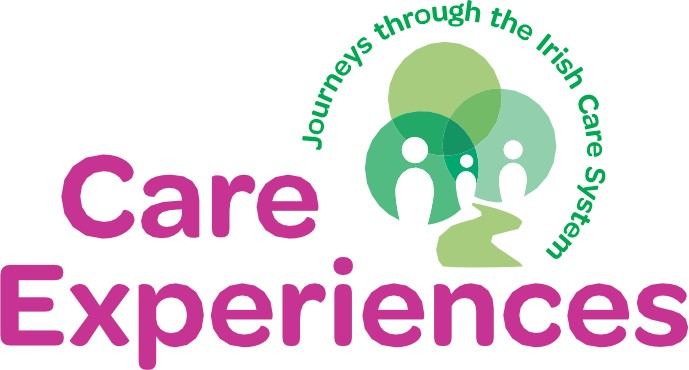 Journeys through the Irish Care System
Care
Experiences